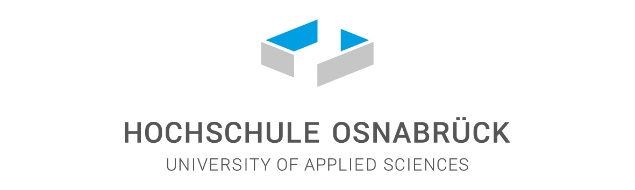 HOCHSCHULE OSNABRÜCK
UNIVERSITY OF APPLIED SCIENCES